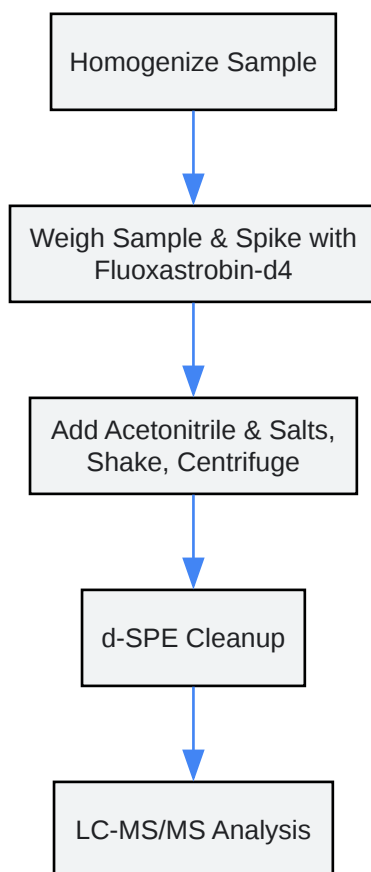 Homogenize Sample
Weigh Sample & Spike with
Fluoxastrobin-d4
Add Acetonitrile & Salts,
Shake, Centrifuge
d-SPE Cleanup
LC-MS/MS Analysis